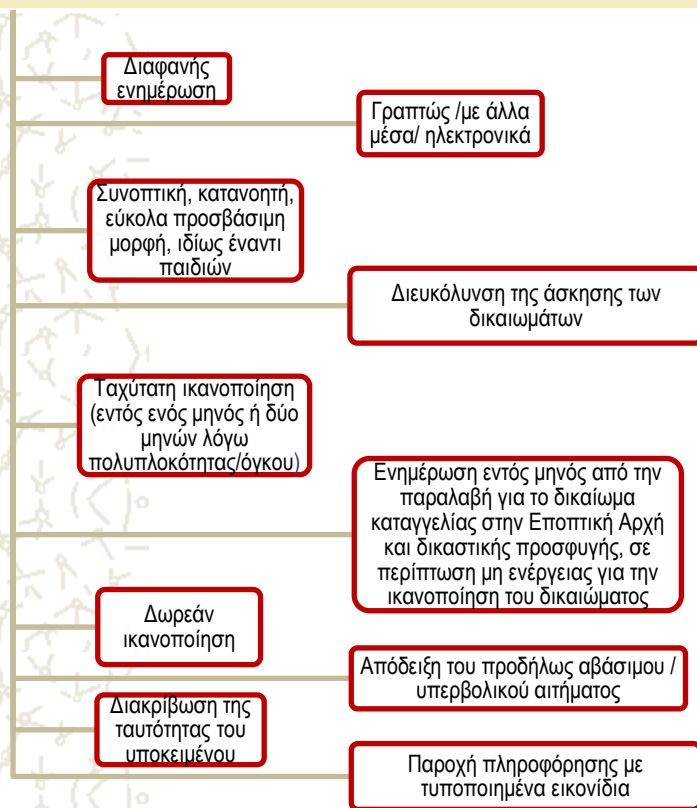 Διαφανής
ενημέρωση
Γραπτώς /με άλλα
μέσα/ ηλεκτρονικά
Συνοπτική, κατανοητή,
εύκολα προσβάσιμη
μορφή, ιδίως έναντι
παιδιών
Διευκόλυνση της άσκησης των
δικαιωμάτων
Ταχύτατη ικανοποίηση
(εντός ενός μηνός ή δύο
μηνών λόγω
πολυπλοκότητας/όγκου)
Ενημέρωση εντός μηνός από την
παραλαβή για το δικαίωμα
καταγγελίας στην Εποπτική Αρχή
και δικαστικής προσφυγής, σε
περίπτωση μη ενέργειας για την
ικανοποίηση του δικαιώματος
Δωρεάν
ικανοποίηση
Απόδειξη του προδήλως αβάσιμου /
υπερβολικού αιτήματος
Διακρίβωση της
ταυτότητας του
υποκειμένου
Παροχή πληροφόρησης με
τυποποιημένα εικονίδια